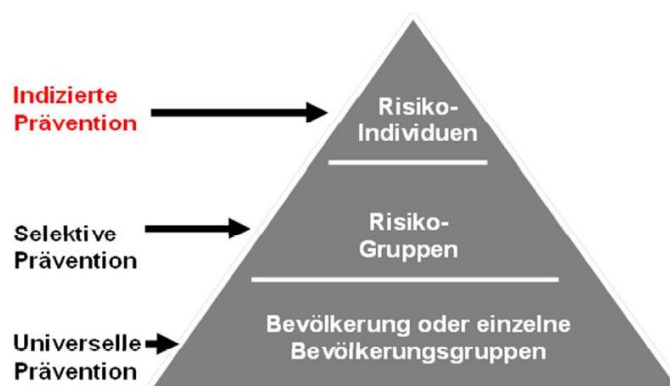 Indizierte
Prävention
Risiko-
Individuen
Selektive
Prävention
Risiko-
Gruppen
Universelle
Prävention
Bevölkerung oder einzelne
Bevölkerungsgruppen